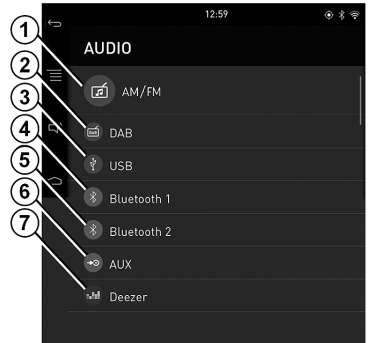 12:59
AUDIO
1
AM/FM
2
DAB
DAB
3
USB
4
Bluetooth 1
5
Bluetooth 2
6
AUX
7
Deezer